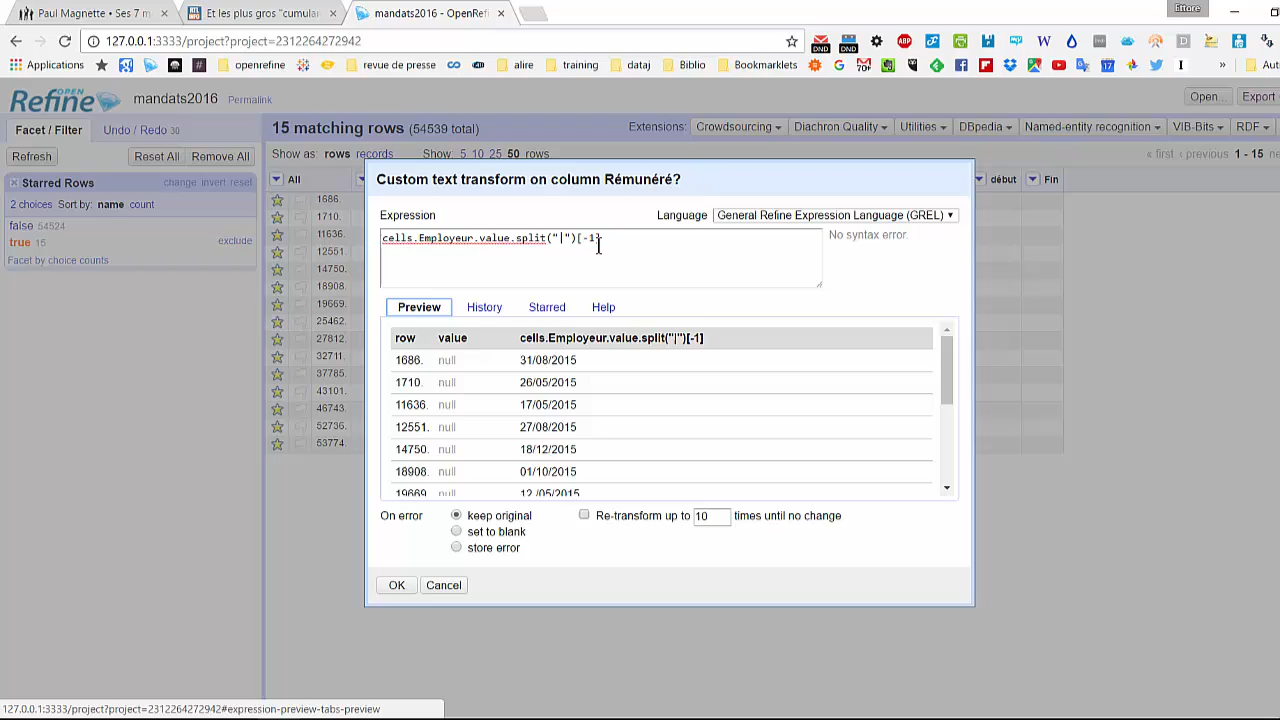 Paul Magnette • Ses 7 m
Et les plus gros "cumular
mandats2016 - OpenRefi
Ettore
127.0.0.1:3333/project?project=2312264272942
Applications
openrefine
revue de presse
alire
training
dataj
Biblio
Bookmarklets
Aut
OPEN
Refine
mandats2016
Permalink
Open...
Export
Facet / Filter
Undo / Redo 30
15 matching rows (54539 total)
Extensions:
Crowdsourcing
Diachron Quality
Utilities
DBpedia
Named-entity recognition
VIB-Bits
RDF
Refresh
Reset All
Remove All
Show as: rows records
Show: 5 10 25 50 rows
« first ‹ previous 1 - 15 ne
Starred Rows
change invert reset
2 choices Sort by: name count
false 54524
true 15
exclude
Facet by choice counts
All
début
Fin
1686.
1710.
11636.
12551.
14750.
18908.
19669.
25462.
27812.
32711.
37785.
43101.
46743.
52736.
53774.
Custom text transform on column Rémunéré?
Expression
Language
General Refine Expression Language (GREL)
cells.Employeur.value.split("|")[-1]
No syntax error.
Preview
History
Starred
Help
row value cells.Employeur.value.split("|")[-1]
1686. null 31/08/2015
1710. null 26/05/2015
11636. null 17/05/2015
12551. null 27/08/2015
14750. null 18/12/2015
18908. null 01/10/2015
19669 null 12 /05/2015
On error
keep original
set to blank
store error
Re-transform up to 10 times until no change
OK
Cancel
127.0.0.1:3333/project?project=2312264272942#expression-preview-tabs-preview